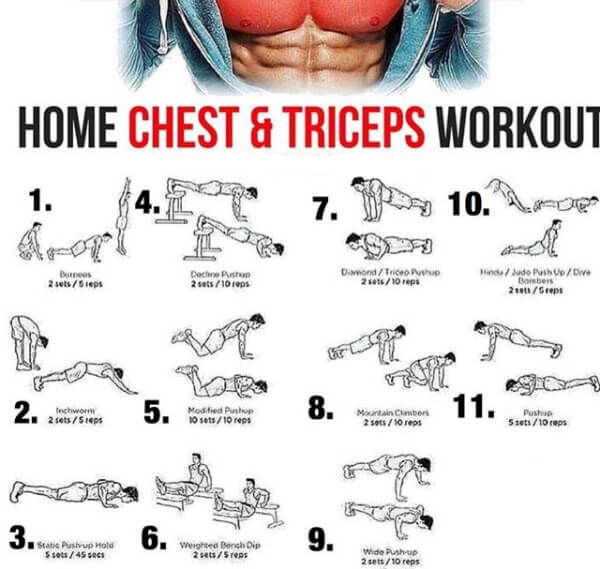 HOME CHEST & TRICEPS WORKOUT
1.
Burpees
2 sets / 5 reps
2.
Inchworm
2 sets / 5 reps
3.
Static Push-up Hold
5 sets / 45 secs
4.
Decline Pushup
2 sets / 10 reps
5.
Modified Pushup
10 sets / 10 reps
6.
Weighted Bench Dip
2 sets / 5 reps
7.
Diamond / Tricep Pushup
2 sets / 10 reps
8.
Mountain Climbers
2 sets / 10 reps
9.
Wide Push-up
2 sets / 10 reps
10.
Hindu / Judo Push Up / Dive
Bombers
2 sets / 5 reps
11.
Pushup
5 sets / 10 reps